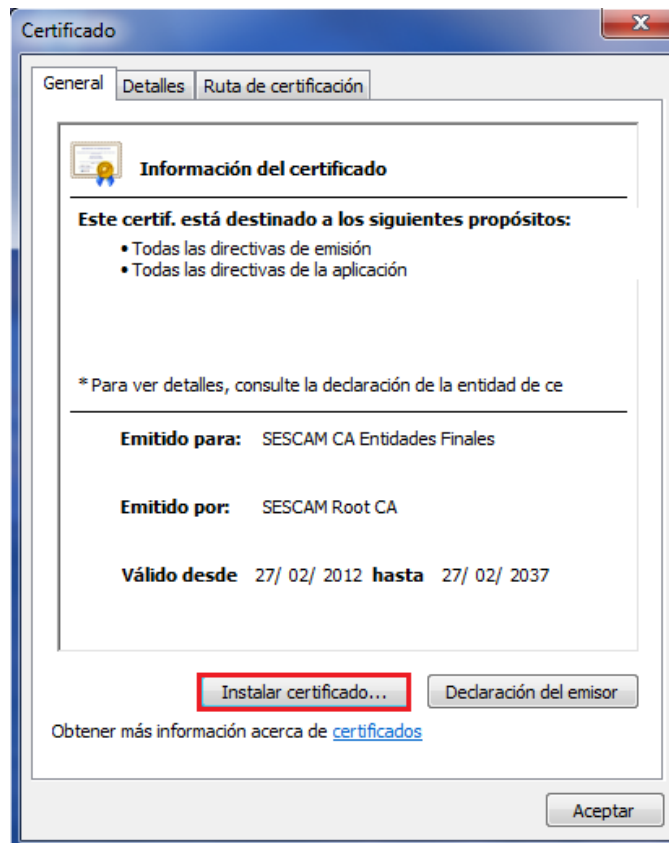 Certificado
General Detalles Ruta de certificación
Información del certificado
Este certif. está destinado a los siguientes propósitos:
• Todas las directivas de emisión
• Todas las directivas de la aplicación
* Para ver detalles, consulte la declaración de la entidad de ce
Emitido para: SESCAM CA Entidades Finales
Emitido por: SESCAM Root CA
Válido desde 27/ 02/ 2012 hasta 27/ 02/ 2037
Instalar certificado... Declaración del emisor
Obtener más información acerca de certificados
Aceptar